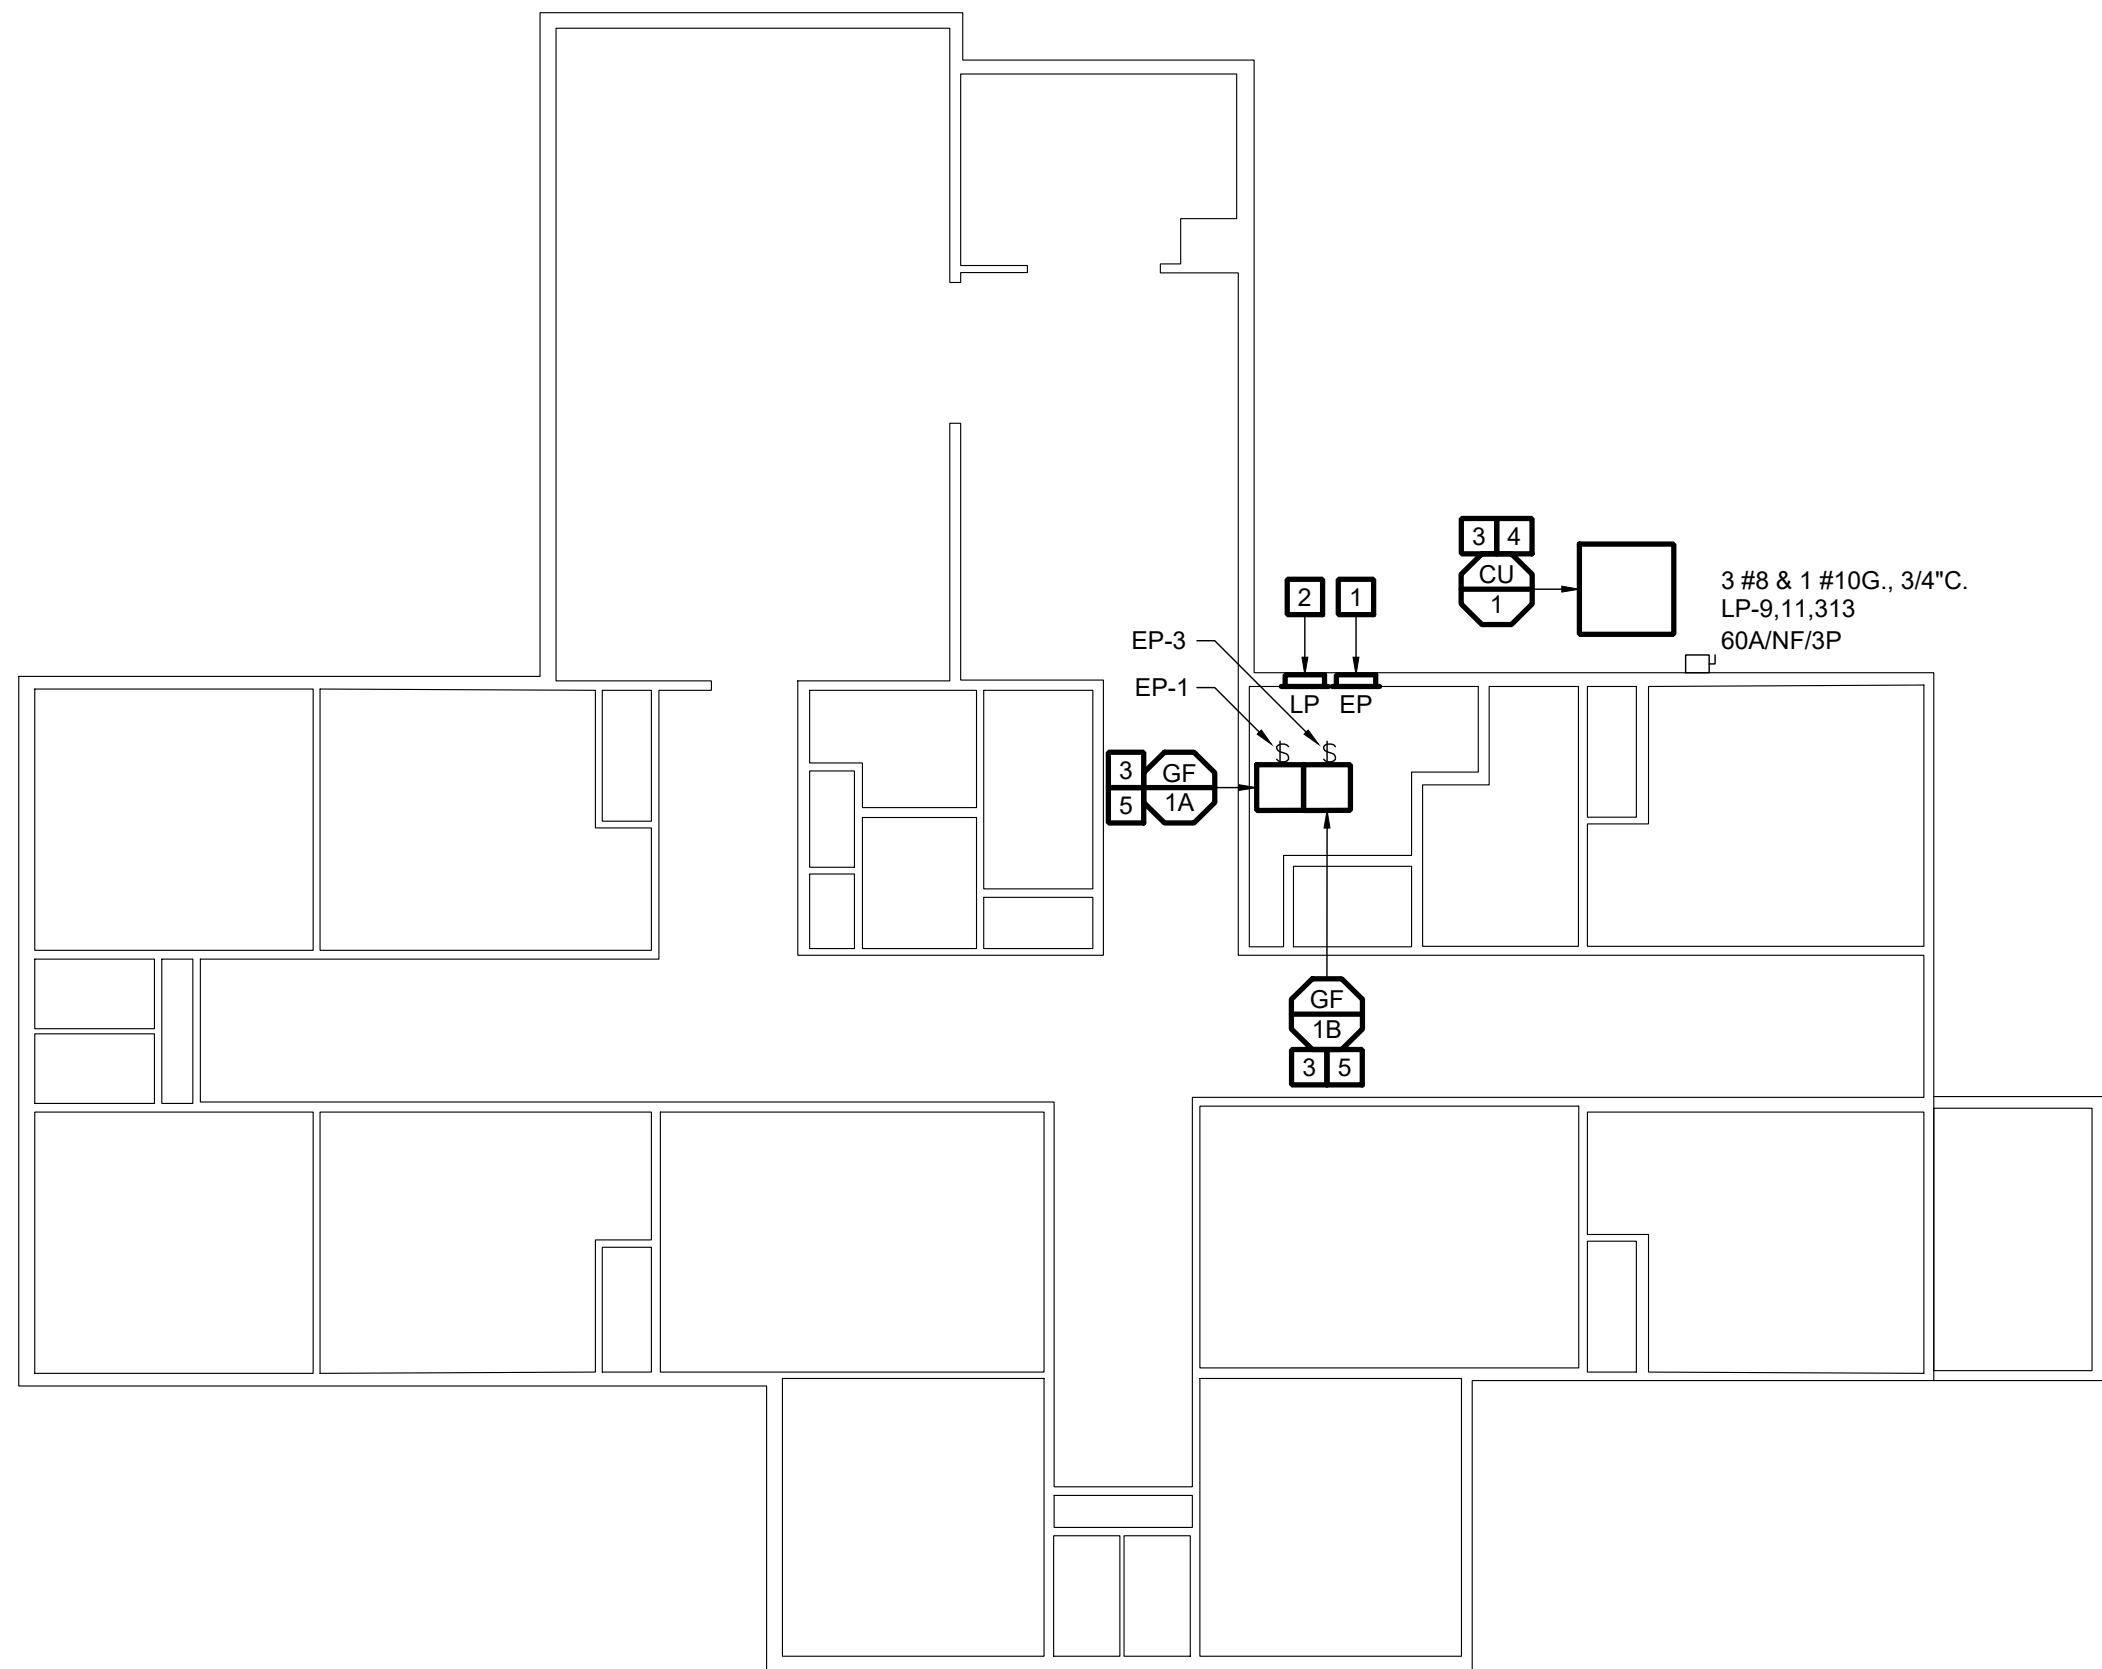 3 4
CU
1
3 #8 & 1 #10G., 3/4"C.
LP-9,11,313
60A/NF/3P
2 1
EP-3
EP-1
LP EP
$ $
3
5
GF
1A
GF
1B
3 5